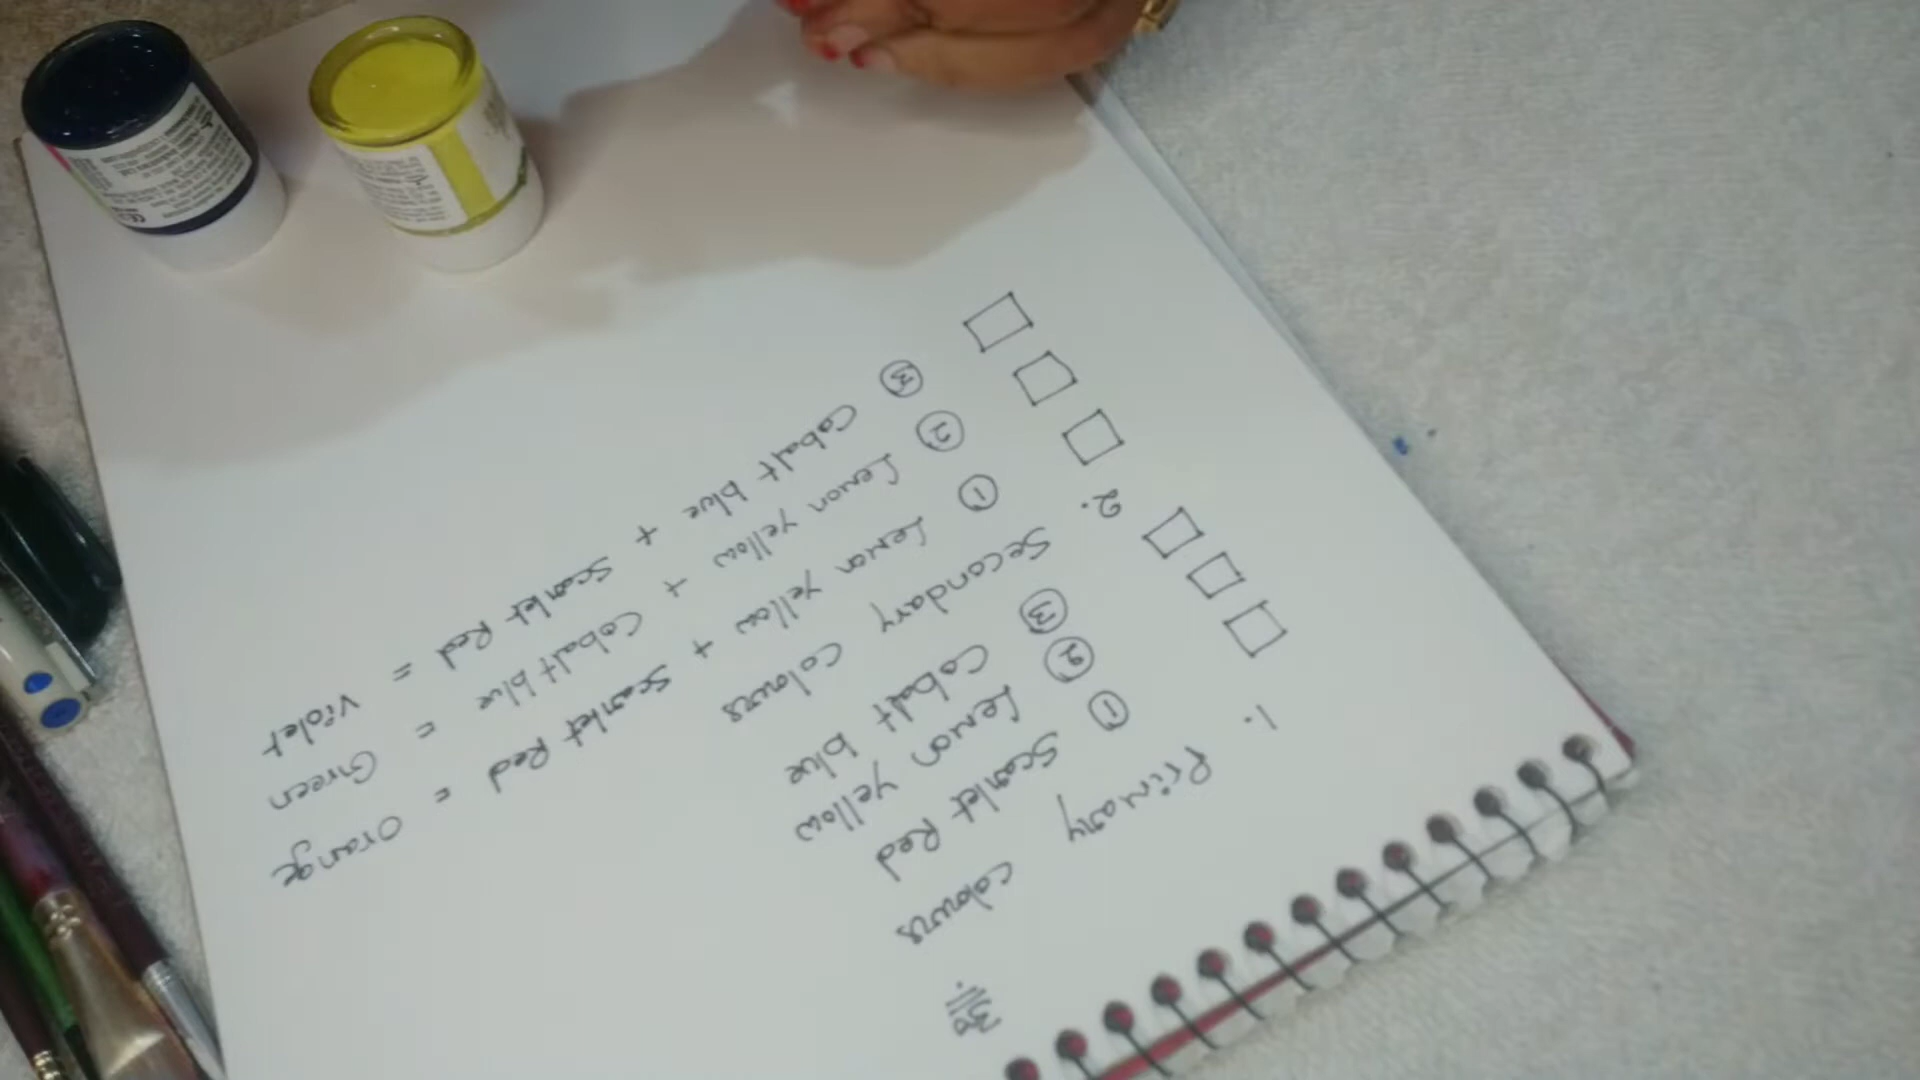 1. Primary colours
① Scarlet Red
② Lemon yellow
③ Cobalt blue
2. Secondary colours
① Lemon yellow + Scarlet Red = Orange
② Lemon yellow + Cobalt blue = Green
③ Cobalt blue + Scarlet Red = Violet